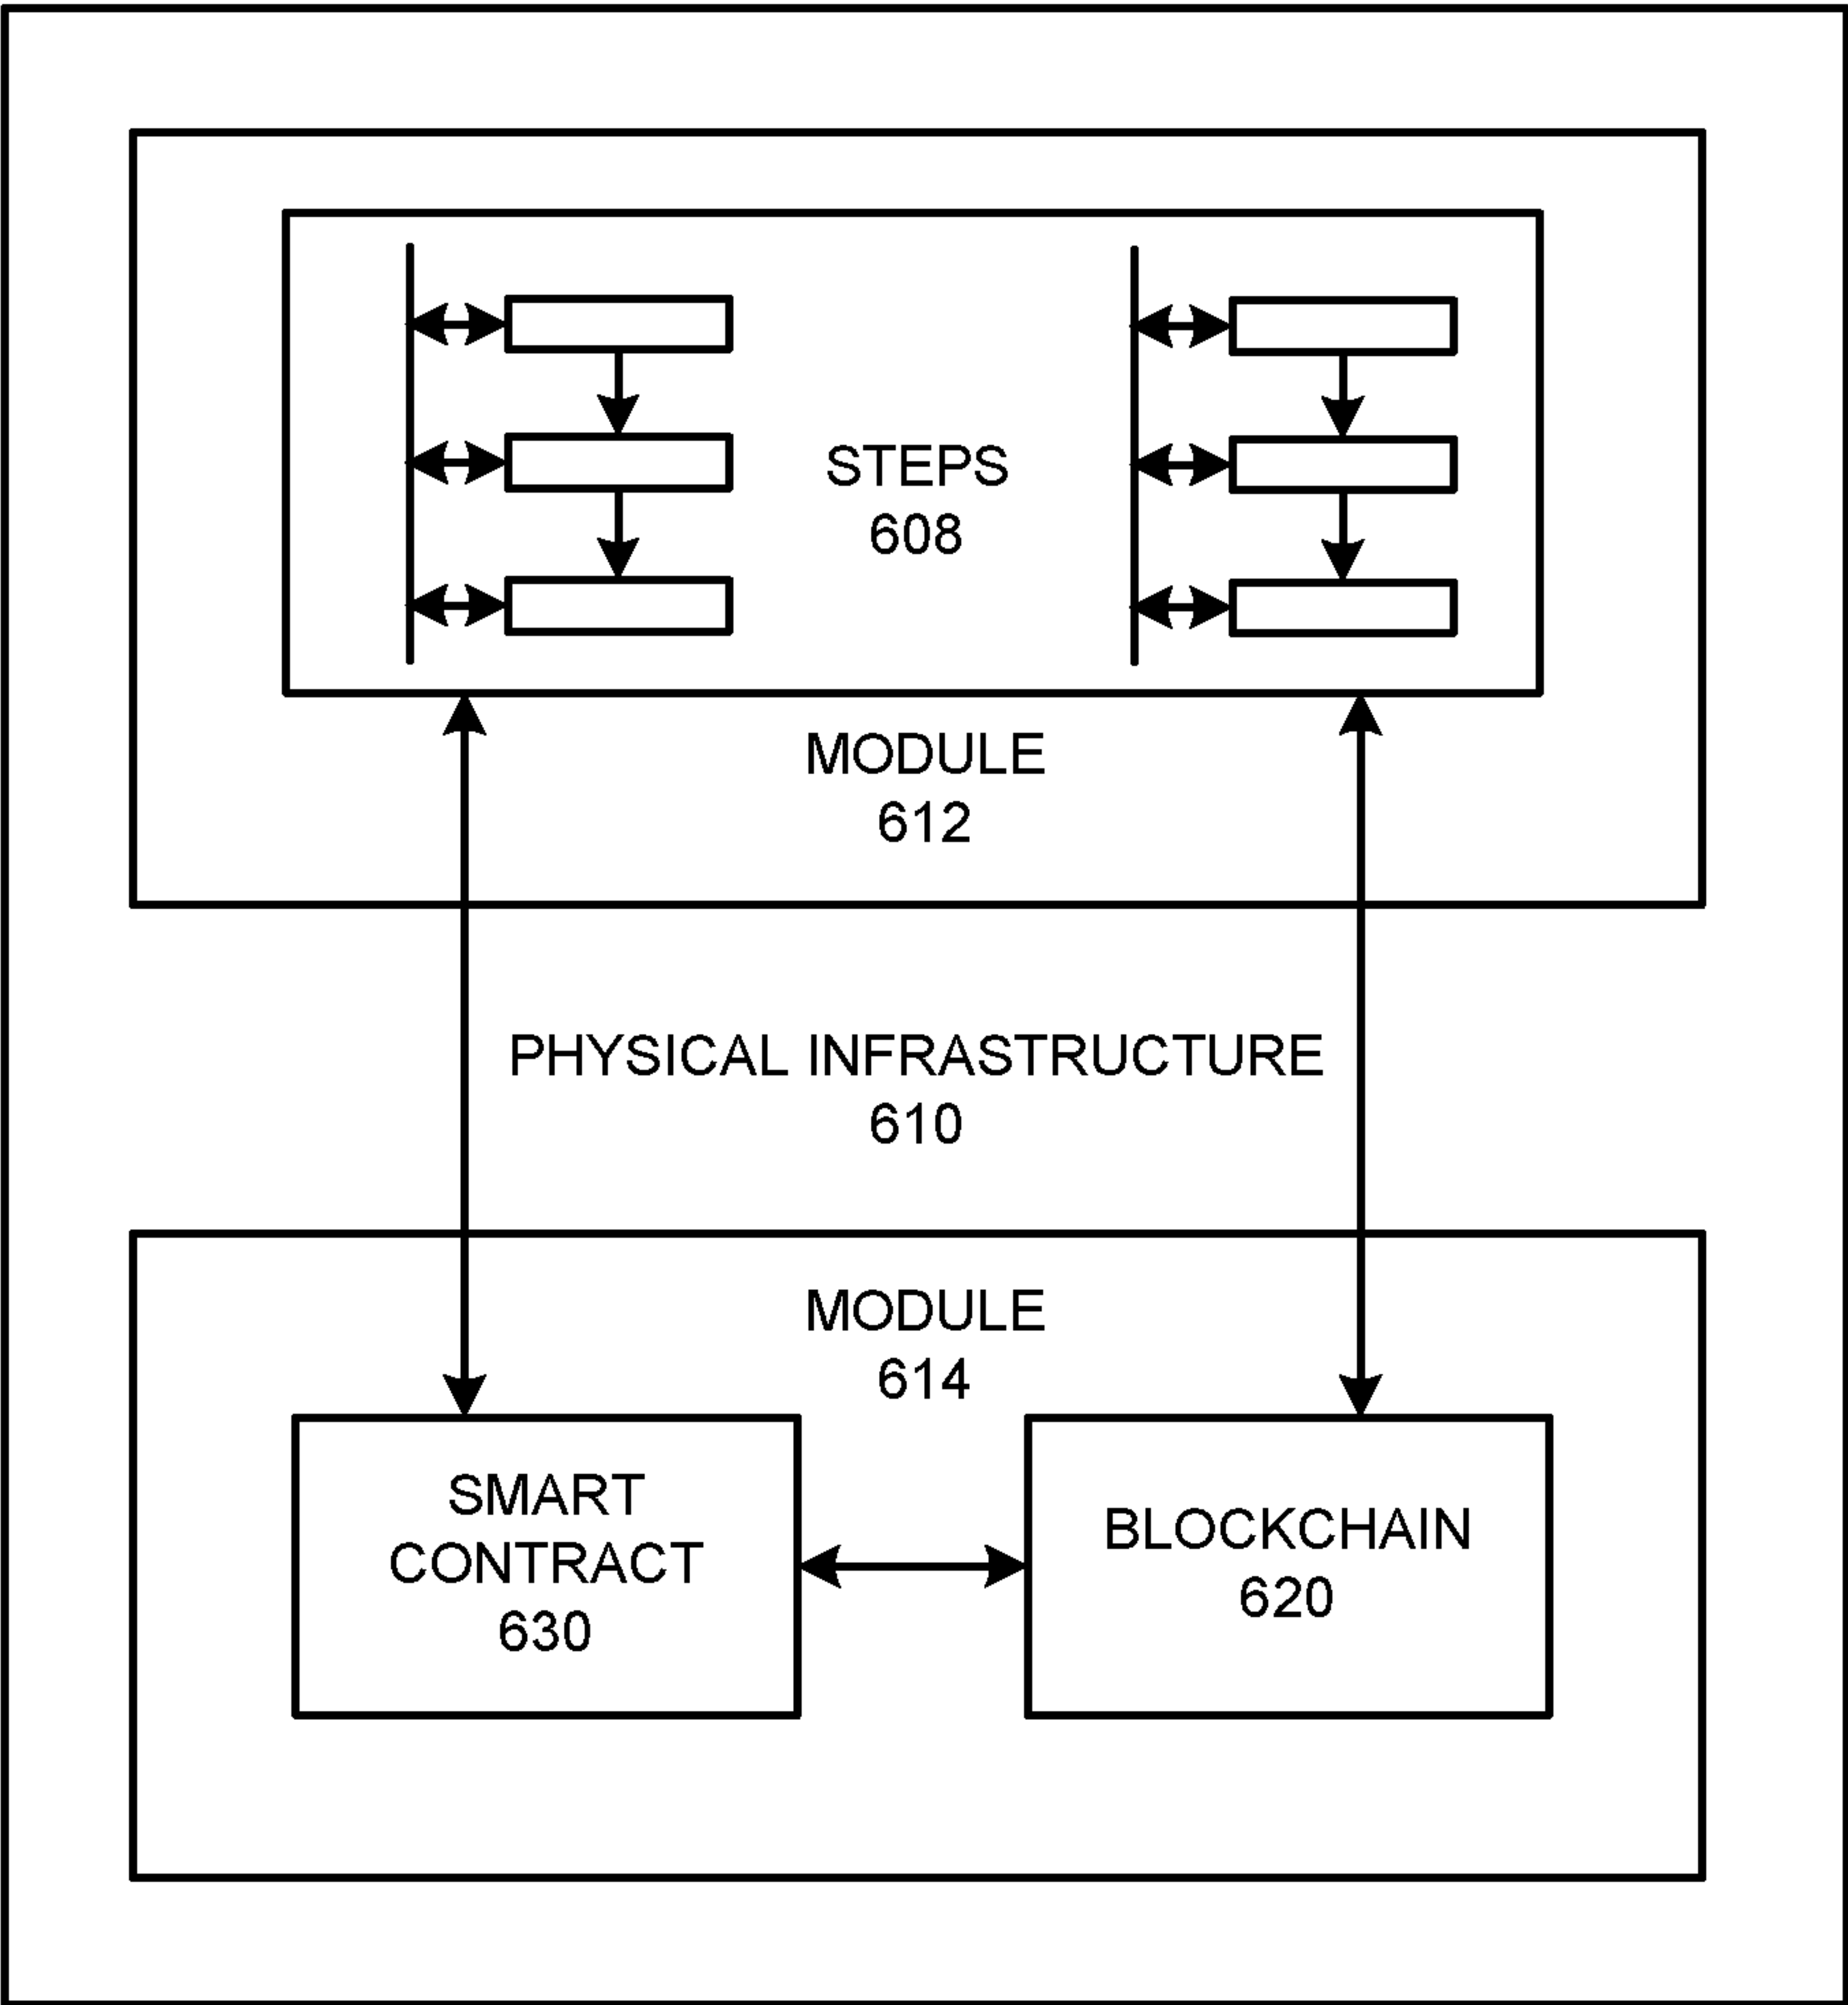 STEPS
608
MODULE
612
PHYSICAL INFRASTRUCTURE
610
MODULE
614
SMART
CONTRACT
630
BLOCKCHAIN
620